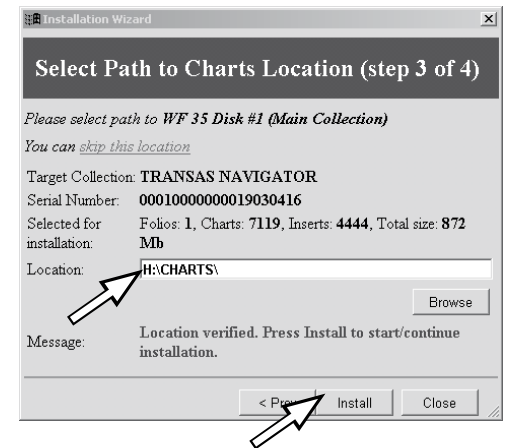 Installation Wizard
Select Path to Charts Location (step 3 of 4)
Please select path to WF 35 Disk #1 (Main Collection)
You can skip this location
Target Collection: TRANSAS NAVIGATOR
Serial Number: 00010000000019030416
Selected for Folios: 1, Charts: 7119, Inserts: 4444, Total size: 872
installation: Mb
Location: H:\CHARTS\
Browse
Message: Location verified. Press Install to start/continue
installation.
< Install Close